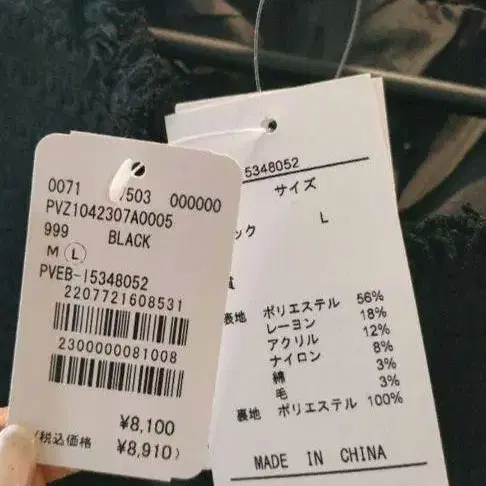 0071 /503 000000
PVZ1042307A0005
999 BLACK
M L
PVEB-15348052
2207721608531
2300000081008
¥8,100
(税込価格 ¥8,910)
5348052
サイズ
ック L
質
表地 ポリエステル 56%
レーヨン 18%
アクリル 12%
ナイロン 8%
綿 3%
毛 3%
裏地 ポリエステル 100%
MADE IN CHINA